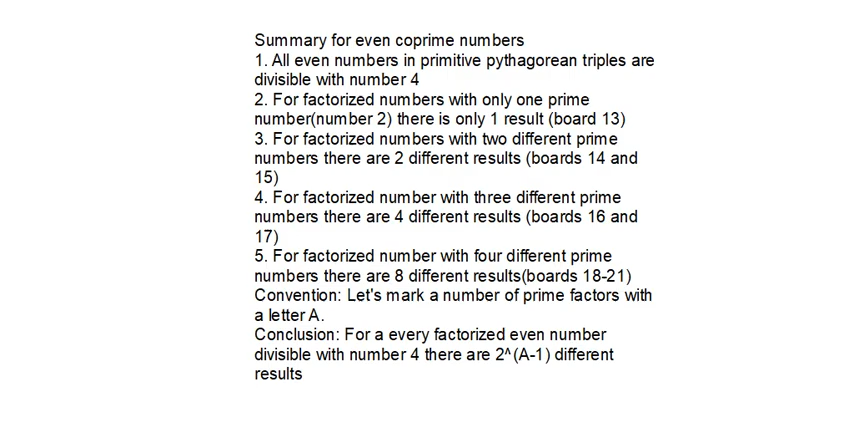 Summary for even coprime numbers
1. All even numbers in primitive pythagorean triples are
divisible with number 4
2. For factorized numbers with only one prime
number(number 2) there is only 1 result (board 13)
3. For factorized numbers with two different prime
numbers there are 2 different results (boards 14 and
15)
4. For factorized number with three different prime
numbers there are 4 different results (boards 16 and
17)
5. For factorized number with four different prime
numbers there are 8 different results(boards 18-21)
Convention: Let's mark a number of prime factors with
a letter A.
Conclusion: For a every factorized even number
divisible with number 4 there are 2^(A-1) different
results